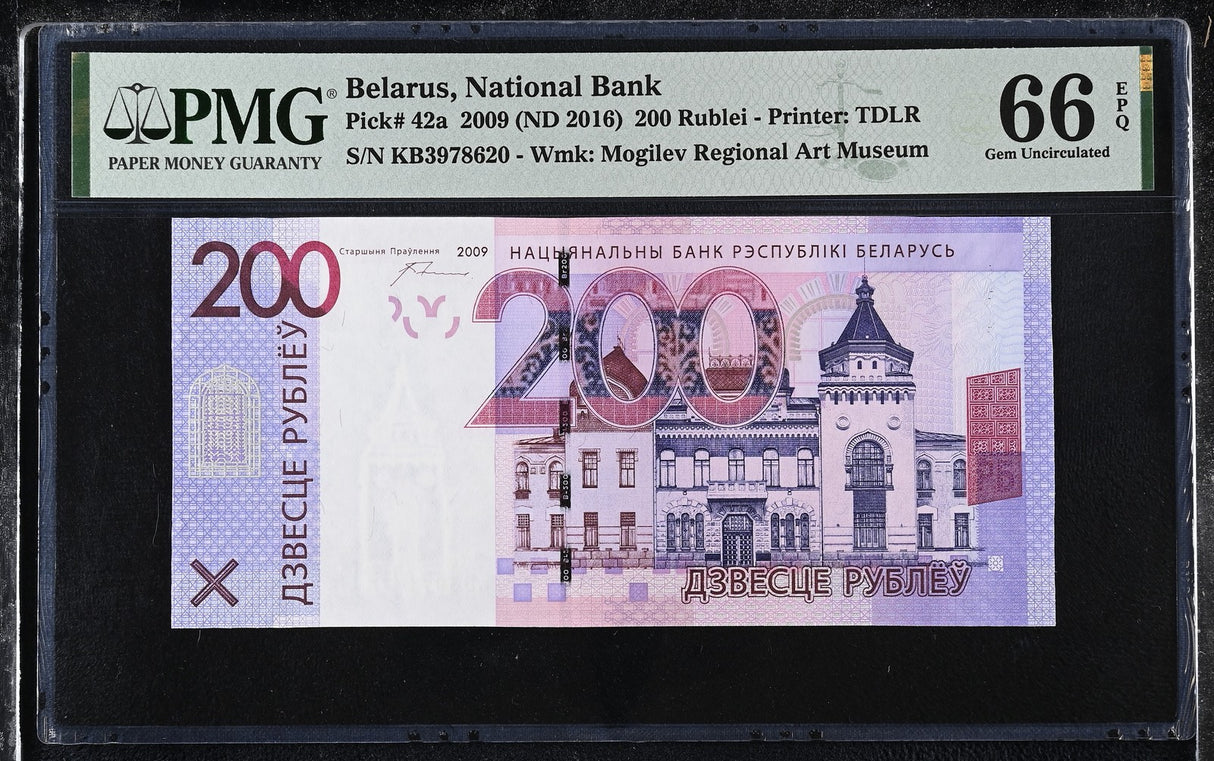 PMG®
PAPER MONEY GUARANTY
Belarus, National Bank
Pick# 42a 2009 (ND 2016) 200 Rublei - Printer: TDLR
S/N KB3978620 - Wmk: Mogilev Regional Art Museum
66
EPQ
Gem Uncirculated
200
Старшыня Праўлення
2009
НАЦЫЯНАЛЬНЫ БАНК РЭСПУБЛІКІ БЕЛАРУСЬ
200
ДЗВЕСЦЕ РУБЛЁЎ
ДЗВЕСЦЕ РУБЛЁЎ